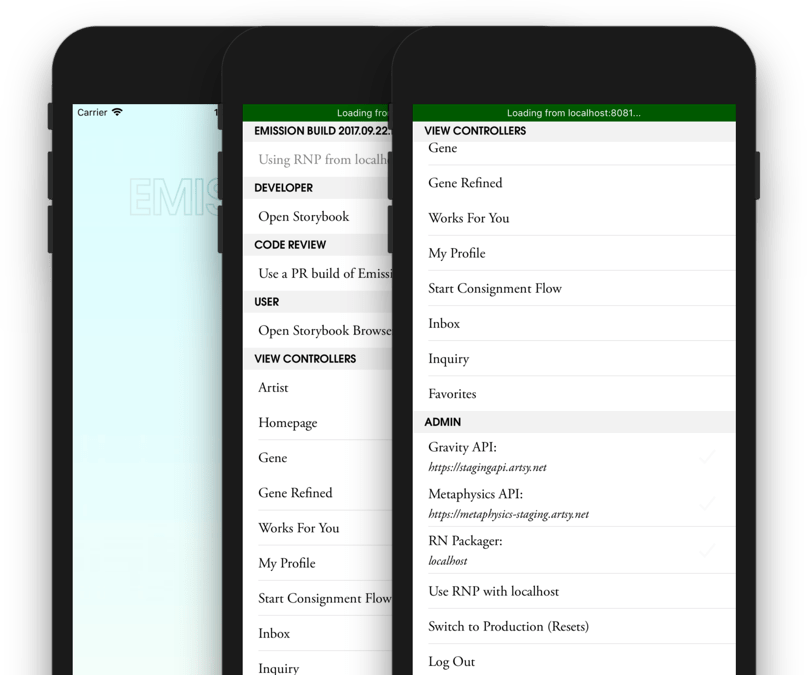 Carrier
EMIS
Loading fro
EMISSION BUILD 2017.09.22.
Using RNP from localh
DEVELOPER
Open Storybook
CODE REVIEW
Use a PR build of Emissi
USER
Open Storybook Browse
VIEW CONTROLLERS
Artist
Homepage
Gene
Gene Refined
Works For You
My Profile
Start Consignment Flow
Inbox
Inquiry
Loading from localhost:8081...
VIEW CONTROLLERS
Gene
Gene Refined
Works For You
My Profile
Start Consignment Flow
Inbox
Inquiry
Favorites
ADMIN
Gravity API:
https://stagingapi.artsy.net
Metaphysics API:
https://metaphysics-staging.artsy.net
RN Packager:
localhost
Use RNP with localhost
Switch to Production (Resets)
Log Out